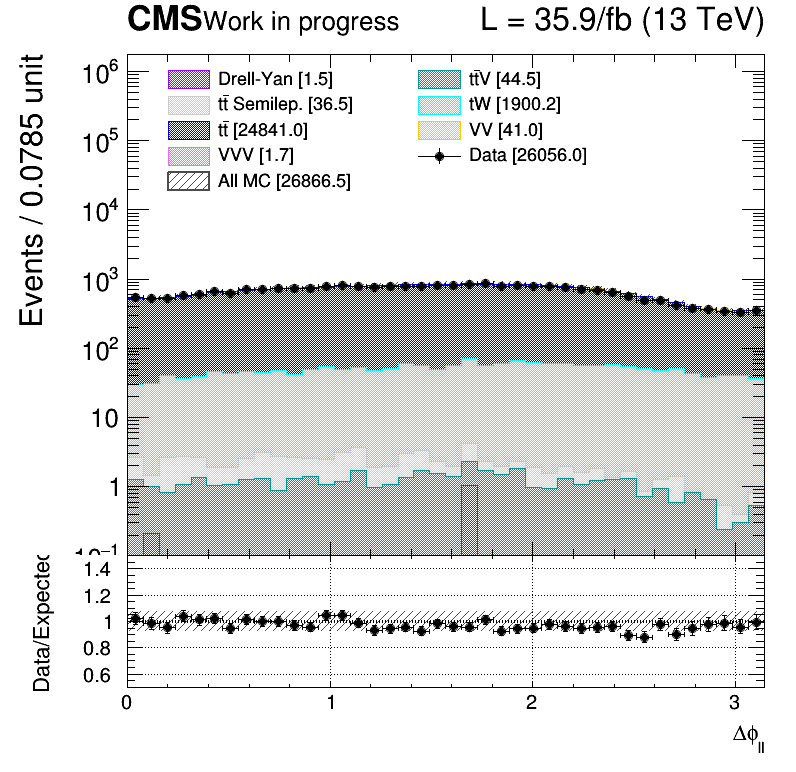 CMS Work in progress L = 35.9/fb (13 TeV)
Events / 0.0785 unit
10⁶
10⁵
10⁴
10³
10²
10
1
10⁻¹
Drell-Yan [1.5]
tt̄ Semilep. [36.5]
tt̄ [24841.0]
VVV [1.7]
All MC [26866.5]
tt̄V [44.5]
tW [1900.2]
VV [41.0]
Data [26056.0]
Data/Expected
1.4
1.2
1
0.8
0.6
0 1 2 3
Δϕ_ll